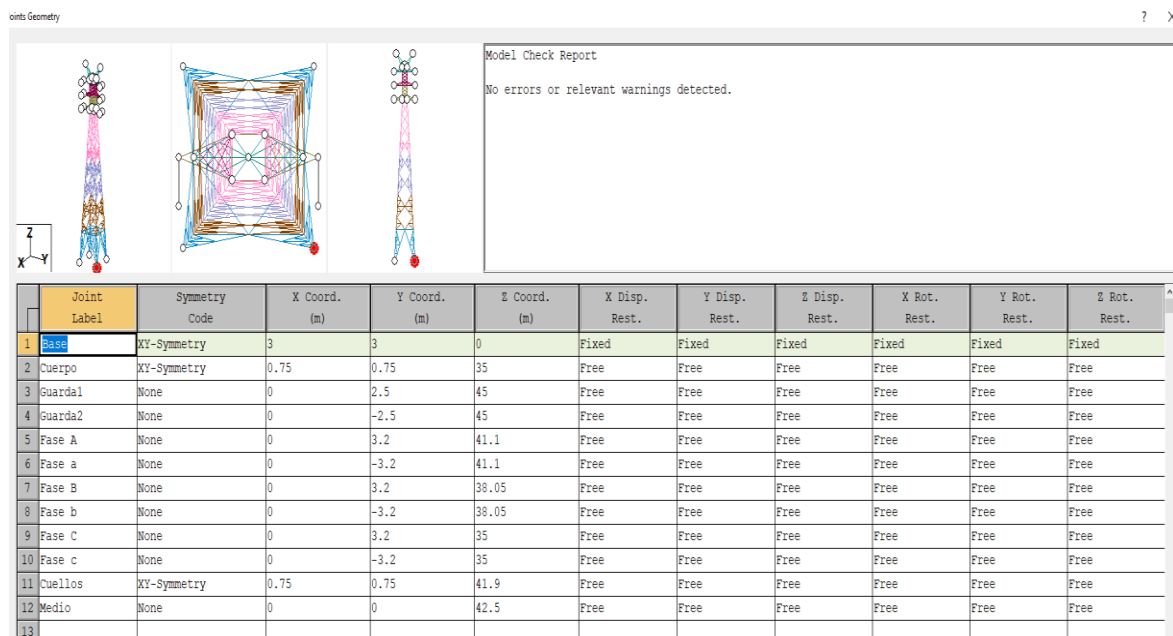 oints Geometry ? X
Model Check Report
No errors or relevant warnings detected.
Z
X Y
Joint Label Symmetry Code X Coord. (m) Y Coord. (m) Z Coord. (m) X Disp. Rest. Y Disp. Rest. Z Disp. Rest. X Rot. Rest. Y Rot. Rest. Z Rot. Rest.
1 Base XY-Symmetry 3 3 0 Fixed Fixed Fixed Fixed Fixed Fixed
2 Cuerpo XY-Symmetry 0.75 0.75 35 Free Free Free Free Free Free
3 Guarda1 None 0 2.5 45 Free Free Free Free Free Free
4 Guarda2 None 0 -2.5 45 Free Free Free Free Free Free
5 Fase A None 0 3.2 41.1 Free Free Free Free Free Free
6 Fase a None 0 -3.2 41.1 Free Free Free Free Free Free
7 Fase B None 0 3.2 38.05 Free Free Free Free Free Free
8 Fase b None 0 -3.2 38.05 Free Free Free Free Free Free
9 Fase C None 0 3.2 35 Free Free Free Free Free Free
10 Fase c None 0 -3.2 35 Free Free Free Free Free Free
11 Cuellos XY-Symmetry 0.75 0.75 41.9 Free Free Free Free Free Free
12 Medio None 0 0 42.5 Free Free Free Free Free Free
13